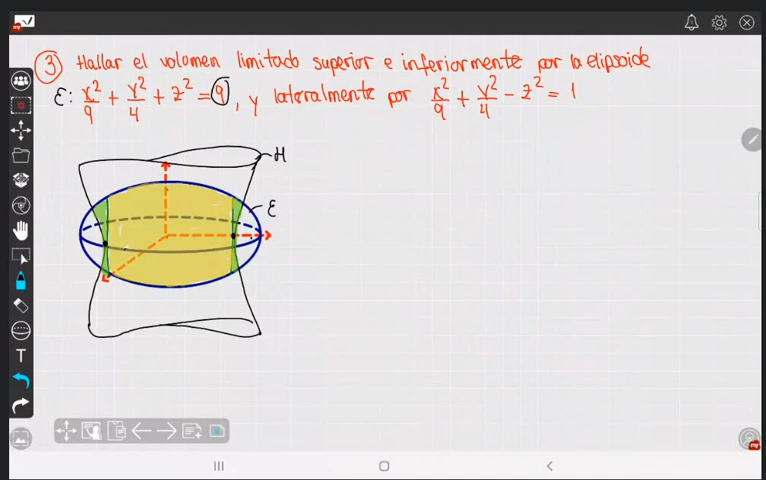 3 Hallar el volumen limitado superior e inferiormente por la elipsoide
ε: x²/9 + y²/4 + z² = 9, y lateralmente por x²/9 + y²/4 - z² = 1
H
ε
T